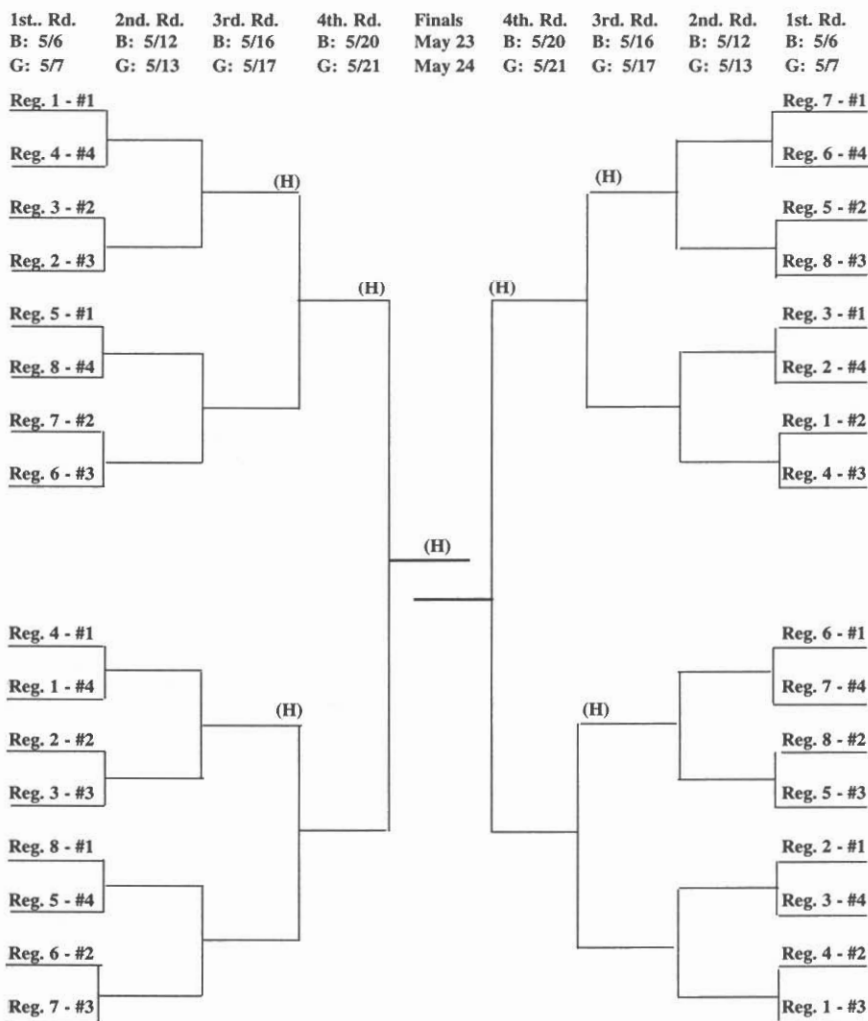 1st.. Rd. 2nd. Rd. 3rd. Rd. 4th. Rd. Finals 4th. Rd. 3rd. Rd. 2nd. Rd. 1st. Rd.
B: 5/6 B: 5/12 B: 5/16 B: 5/20 May 23 B: 5/20 B: 5/16 B: 5/12 B: 5/6
G: 5/7 G: 5/13 G: 5/17 G: 5/21 May 24 G: 5/21 G: 5/17 G: 5/13 G: 5/7
Reg. 1 - #1 Reg. 7 - #1
Reg. 4 - #4 Reg. 6 - #4
(H) (H)
Reg. 3 - #2 Reg. 5 - #2
Reg. 2 - #3 Reg. 8 - #3
(H) (H)
Reg. 5 - #1 Reg. 3 - #1
Reg. 8 - #4 Reg. 2 - #4
Reg. 7 - #2 Reg. 1 - #2
Reg. 6 - #3 Reg. 4 - #3
(H)
Reg. 4 - #1 Reg. 6 - #1
Reg. 1 - #4 Reg. 7 - #4
(H) (H)
Reg. 2 - #2 Reg. 8 - #2
Reg. 3 - #3 Reg. 5 - #3
Reg. 8 - #1 Reg. 2 - #1
Reg. 5 - #4 Reg. 3 - #4
Reg. 6 - #2 Reg. 4 - #2
Reg. 7 - #3 Reg. 1 - #3